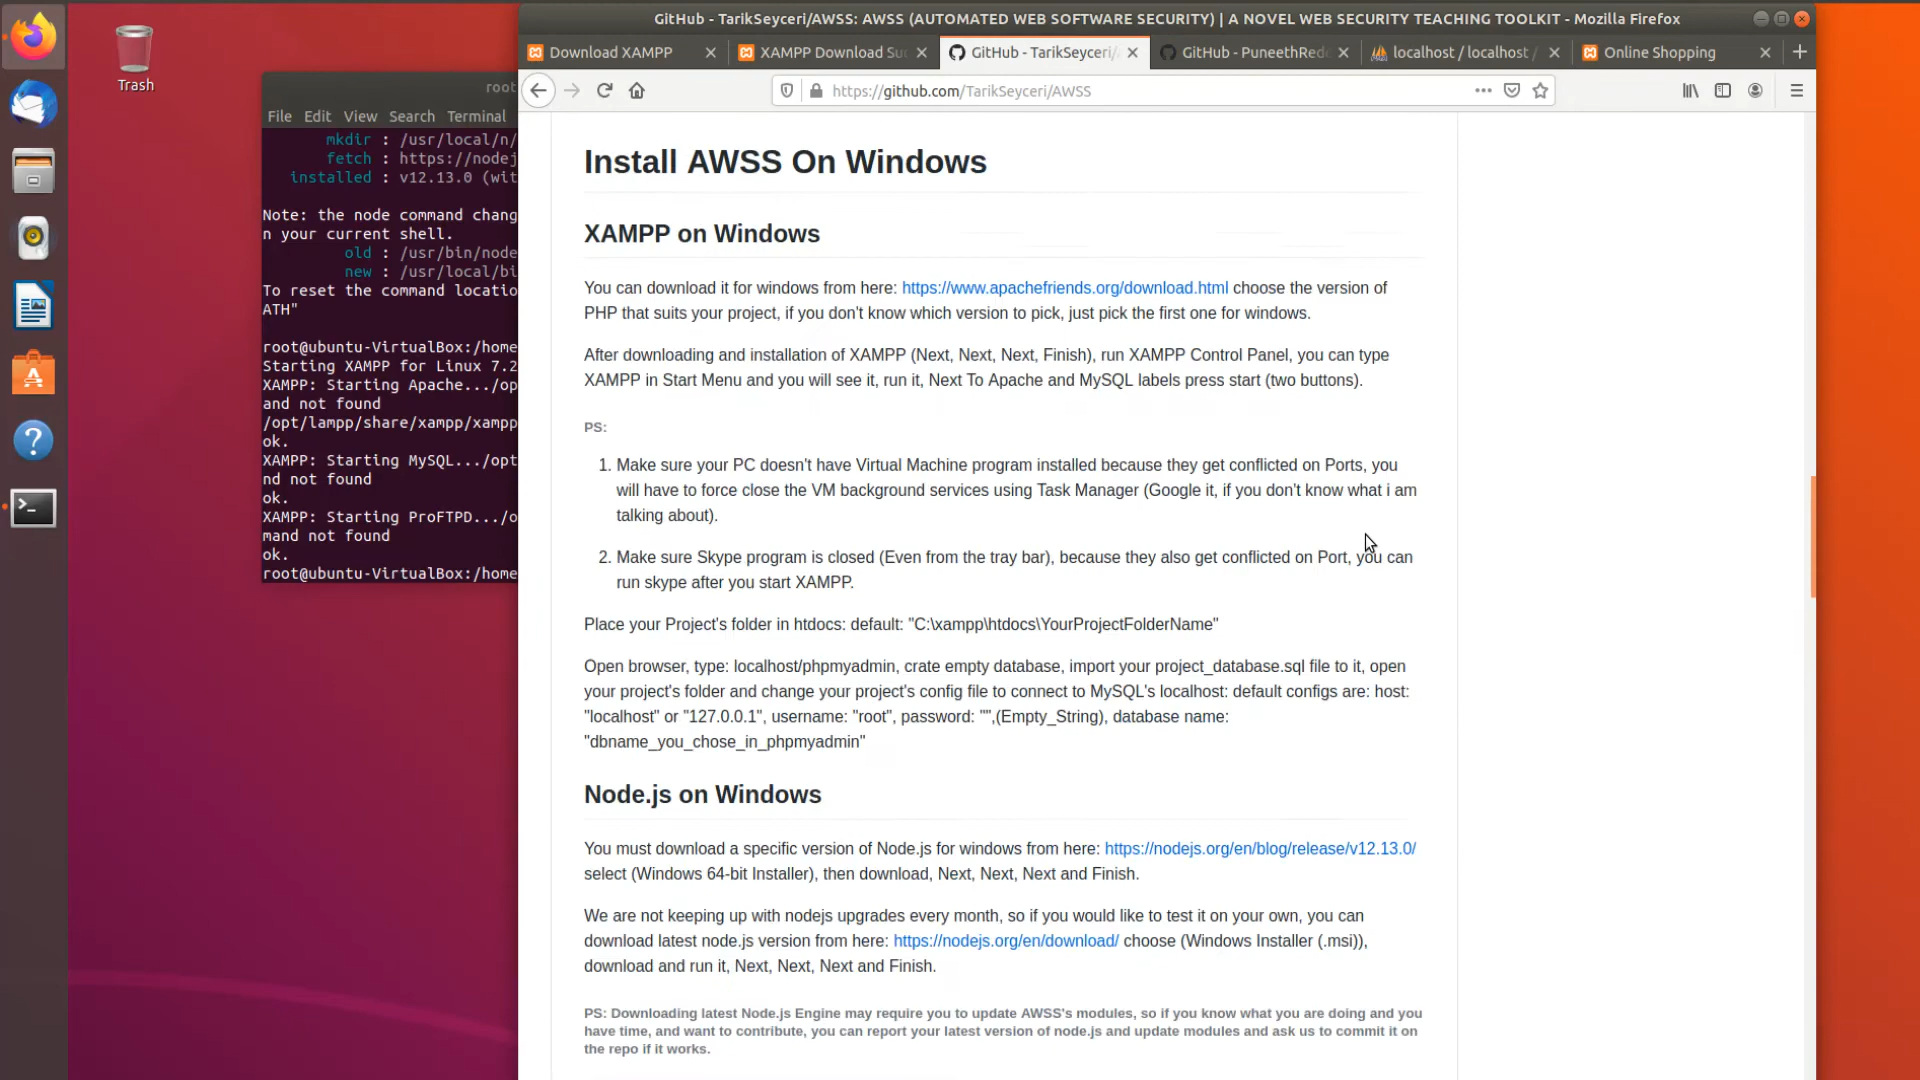 Trash
root
File Edit View Search Terminal
mkdir : /usr/local/n/
fetch : https://nodej
installed : v12.13.0 (wit
Note: the node command chang
n your current shell.
old : /usr/bin/node
new : /usr/local/bi
To reset the command locatio
ATH"
root@ubuntu-VirtualBox:/home
Starting XAMPP for Linux 7.2
XAMPP: Starting Apache.../op
and not found
/opt/lampp/share/xampp/xampp
ok.
XAMPP: Starting MySQL.../opt
nd not found
ok.
XAMPP: Starting ProFTPD.../o
mand not found
ok.
root@ubuntu-VirtualBox:/home
GitHub - TarikSeyceri/AWSS: AWSS (AUTOMATED WEB SOFTWARE SECURITY) | A NOVEL WEB SECURITY TEACHING TOOLKIT - Mozilla Firefox
Download XAMPP
XAMPP Download Su
GitHub - TarikSeyceri/
GitHub - PuneethRed
localhost / localhost /
Online Shopping
https://github.com/TarikSeyceri/AWSS
Install AWSS On Windows
XAMPP on Windows
You can download it for windows from here: https://www.apachefriends.org/download.html choose the version of
PHP that suits your project, if you don't know which version to pick, just pick the first one for windows.
After downloading and installation of XAMPP (Next, Next, Next, Finish), run XAMPP Control Panel, you can type
XAMPP in Start Menu and you will see it, run it, Next To Apache and MySQL labels press start (two buttons).
PS:
1. Make sure your PC doesn't have Virtual Machine program installed because they get conflicted on Ports, you
will have to force close the VM background services using Task Manager (Google it, if you don't know what i am
talking about).
2. Make sure Skype program is closed (Even from the tray bar), because they also get conflicted on Port, you can
run skype after you start XAMPP.
Place your Project's folder in htdocs: default: "C:\xampp\htdocs\YourProjectFolderName"
Open browser, type: localhost/phpmyadmin, crate empty database, import your project_database.sql file to it, open
your project's folder and change your project's config file to connect to MySQL's localhost: default configs are: host:
"localhost" or "127.0.0.1", username: "root", password: "",(Empty_String), database name:
"dbname_you_chose_in_phpmyadmin"
Node.js on Windows
You must download a specific version of Node.js for windows from here: https://nodejs.org/en/blog/release/v12.13.0/
select (Windows 64-bit Installer), then download, Next, Next, Next and Finish.
We are not keeping up with nodejs upgrades every month, so if you would like to test it on your own, you can
download latest node.js version from here: https://nodejs.org/en/download/ choose (Windows Installer (.msi)),
download and run it, Next, Next, Next and Finish.
PS: Downloading latest Node.js Engine may require you to update AWSS's modules, so if you know what you are doing and you
have time, and want to contribute, you can report your latest version of node.js and update modules and ask us to commit it on
the repo if it works.